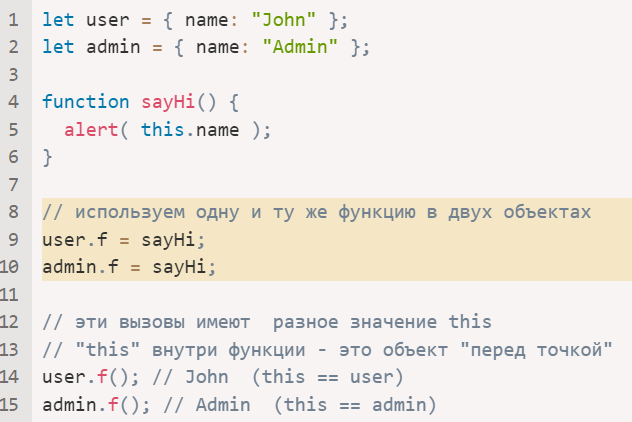 1 let user = { name: "John" };
2 let admin = { name: "Admin" };
3
4 function sayHi() {
5   alert( this.name );
6 }
7
8 // используем одну и ту же функцию в двух объектах
9 user.f = sayHi;
10 admin.f = sayHi;
11
12 // эти вызовы имеют  разное значение this
13 // "this" внутри функции - это объект "перед точкой"
14 user.f(); // John  (this == user)
15 admin.f(); // Admin  (this == admin)